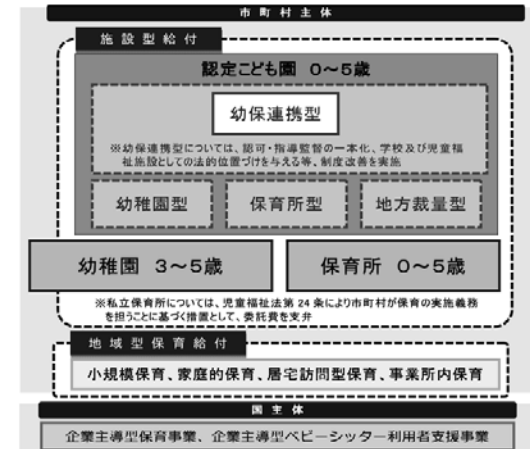 市町村主体
施設型給付
認定こども園 0～5歳
幼保連携型
※幼保連携型については、認可・指導監督の一本化、学校及び児童福
祉施設としての法的位置づけを与える等、制度改善を実施
幼稚園型
保育所型
地方裁量型
幼稚園 3～5歳
保育所 0～5歳
※私立保育所については、児童福祉法第24条により市町村が保育の実施義務
を担うことに基づく措置として、委託費を支弁
地域型保育給付
小規模保育、家庭的保育、居宅訪問型保育、事業所内保育
国主体
企業主導型保育事業、企業主導型ベビーシッター利用者支援事業